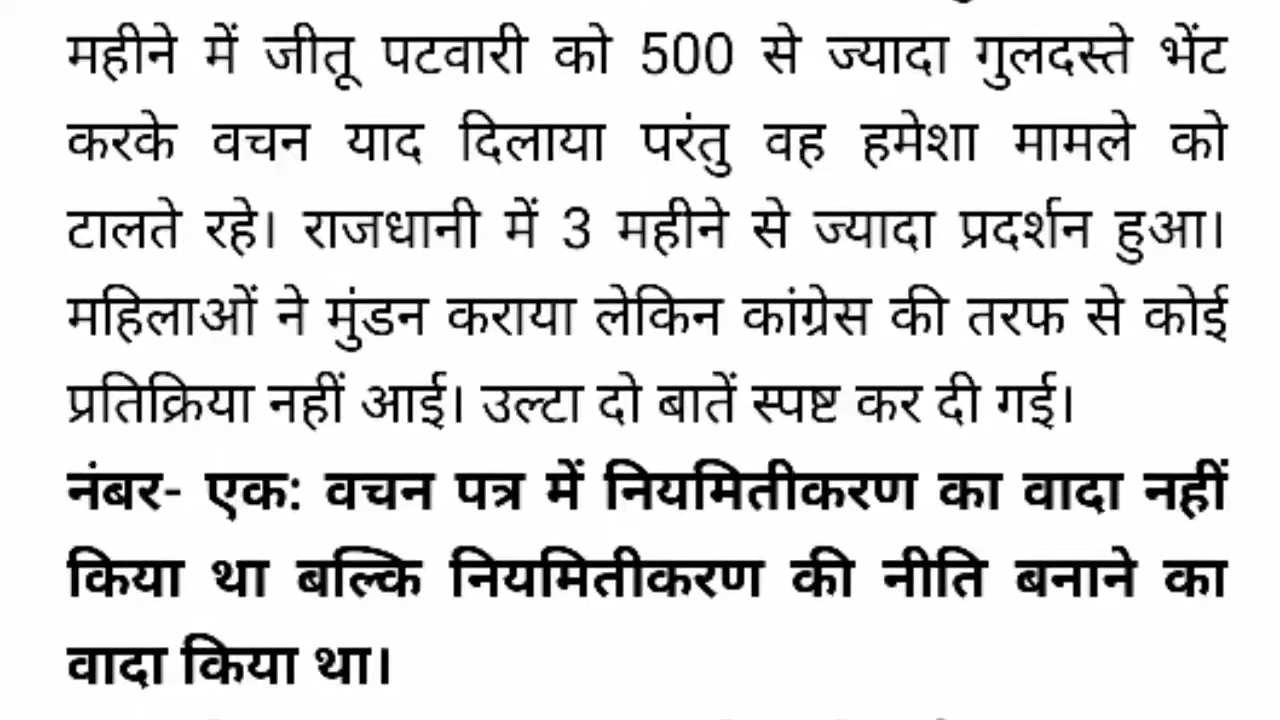 महीने में जीतू पटवारी को 500 से ज्यादा गुलदस्ते भेंट
करके वचन याद दिलाया परंतु वह हमेशा मामले को
टालते रहे। राजधानी में 3 महीने से ज्यादा प्रदर्शन हुआ।
महिलाओं ने मुंडन कराया लेकिन कांग्रेस की तरफ से कोई
प्रतिक्रिया नहीं आई। उल्टा दो बातें स्पष्ट कर दी गई।
नंबर- एक: वचन पत्र में नियमितीकरण का वादा नहीं
किया था बल्कि नियमितीकरण की नीति बनाने का
वादा किया था।